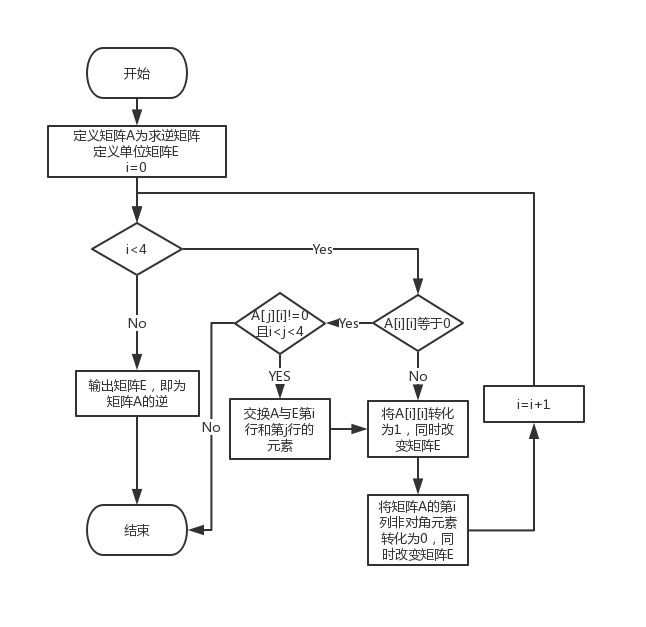 开始
定义矩阵A为求逆矩阵
定义单位矩阵E
i=0
i<4
Yes
A[j][i]!=0
且i<j<4
Yes
A[i][i]等于0
No
YES
No
输出矩阵E，即为
矩阵A的逆
No
交换A与E第i
行和第j行的
元素
将A[i][i]转化
为1，同时改
变矩阵E
i=i+1
结束
将矩阵A的第i
列非对角元素
转化为0，同
时改变矩阵E